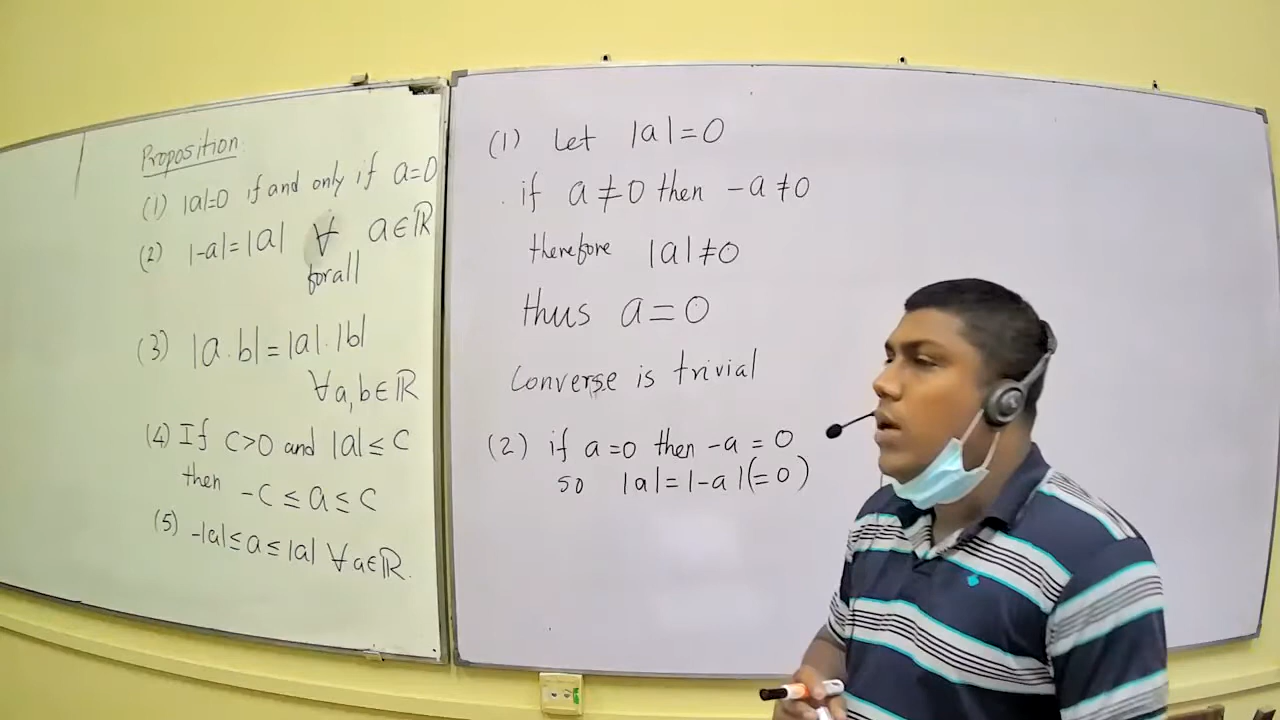 Proposition
(1) |a|=0 if and only if a=0
(2) |-a|=|a| ∀ a∈ℝ
forall
(3) |a·b|=|a|·|b|
∀a,b∈ℝ
(4) If c>0 and |a|≤c
then -c≤a≤c
(5) -|a|≤a≤|a| ∀a∈ℝ.
(1) Let |a|=0
if a≠0 then -a≠0
therefore |a|≠0
thus a=0
Converse is trivial
(2) if a=0 then -a=0
so |a|=|-a|(=0)